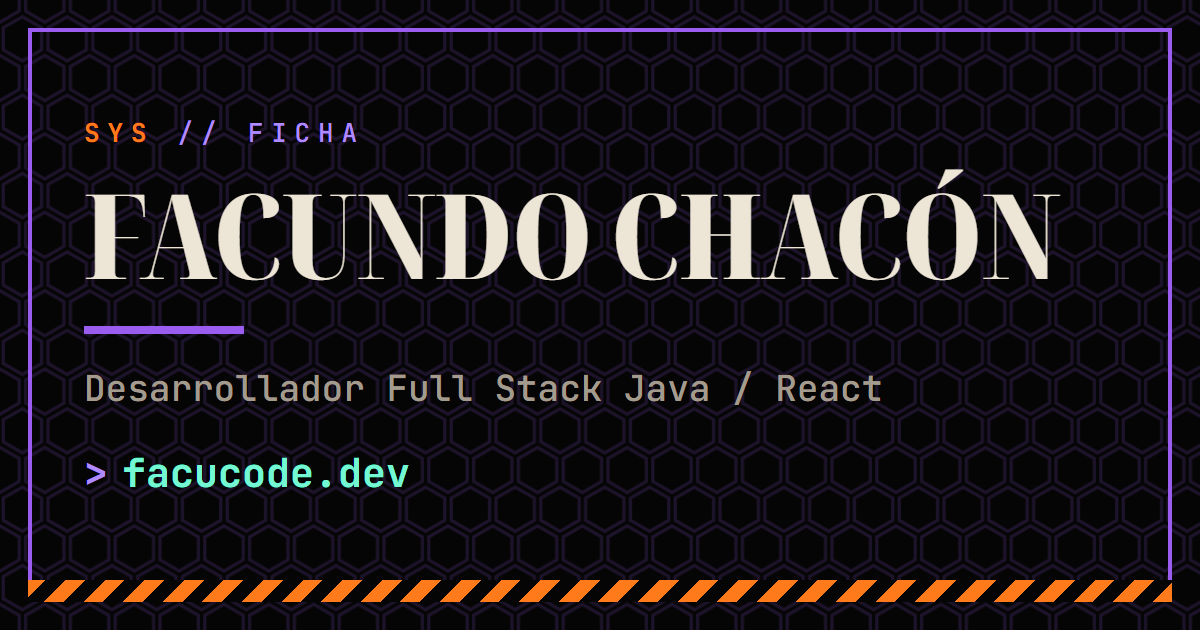 SYS // FICHA
FACUNDO CHACÓN
Desarrollador Full Stack Java / React
> facucode.dev